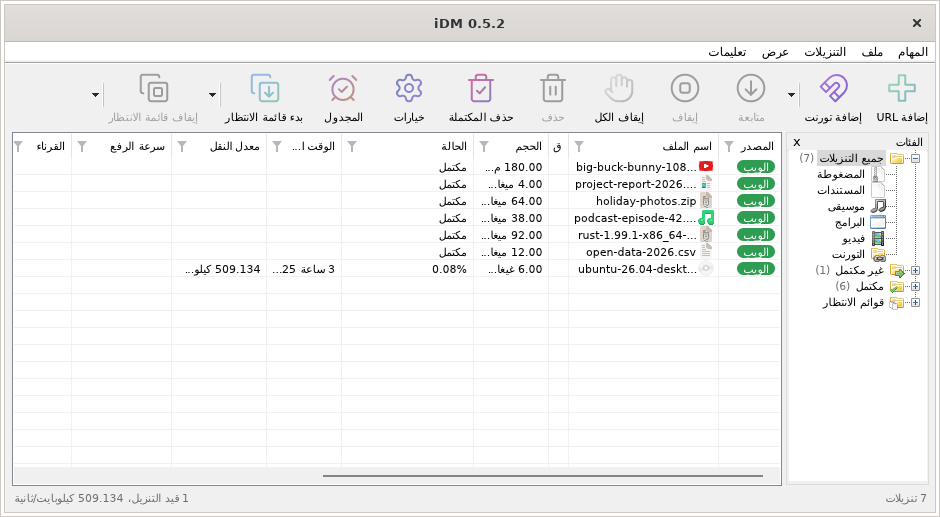 iDM 0.5.2
المهام ملف التنزيلات عرض تعليمات
إضافة URL إضافة تورنت متابعة إيقاف إيقاف الكل حذف حذف المكتملة خيارات المجدول بدء قائمة الانتظار إيقاف قائمة الانتظار
الفئات x
جميع التنزيلات (7)
المضغوطة
المستندات
موسيقى
البرامج
فيديو
التورنت
غير مكتمل (1)
مكتمل (6)
قوائم الانتظار
المصدر اسم الملف ق الحجم الحالة الوقت ا... معدل النقل سرعة الرفع القرناء
الويب big-buck-bunny-108... 180.00 م... مكتمل
الويب project-report-2026.... 4.00 ميغا... مكتمل
الويب holiday-photos.zip 64.00 ميغا... مكتمل
الويب podcast-episode-42.... 38.00 ميغا... مكتمل
الويب rust-1.99.1-x86_64-... 92.00 ميغا... مكتمل
الويب open-data-2026.csv 12.00 ميغا... مكتمل
الويب ubuntu-26.04-deskt... 6.00 غيغا... 0.08% 3 ساعة 25... 509.134 كيلو...
7 تنزيلات
1 قيد التنزيل، 509.134 كيلوبايت/ثانية